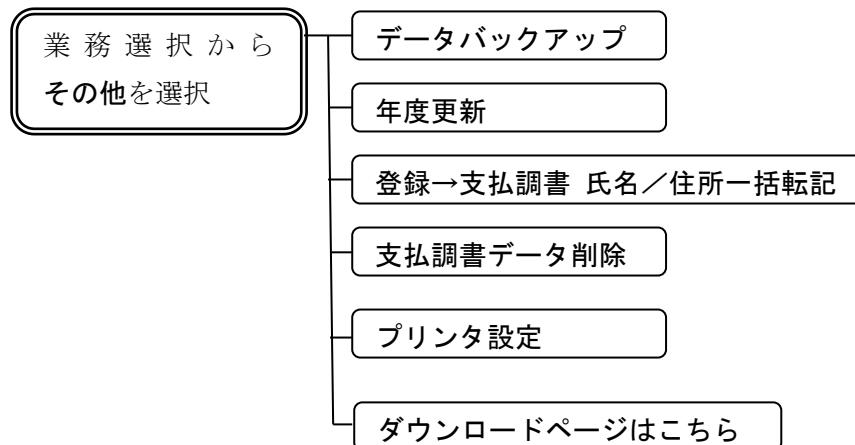 業務選択から
その他を選択
データバックアップ
年度更新
登録→支払調書 氏名／住所一括転記
支払調書データ削除
プリンタ設定
ダウンロードページはこちら